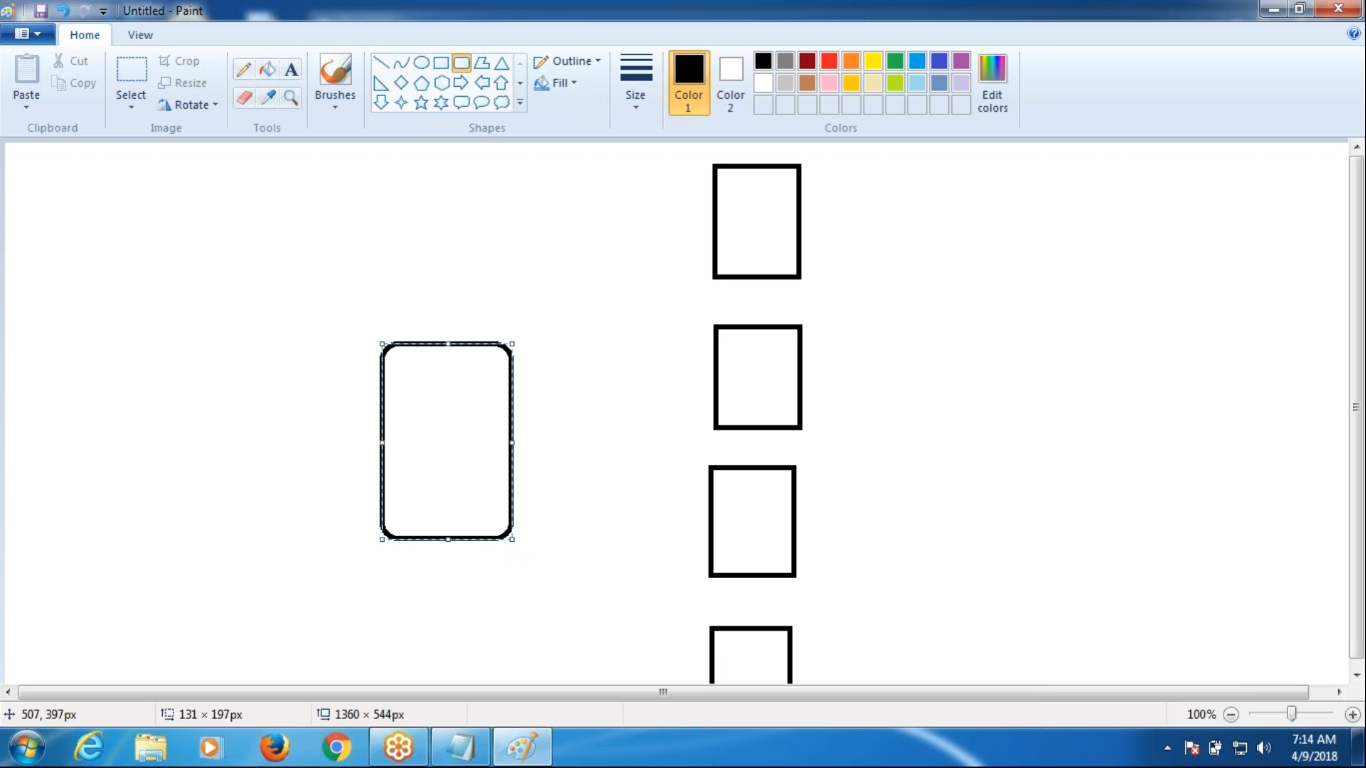 Untitled - Paint
Home View
Paste
Cut
Copy
Clipboard
Select
Crop
Resize
Rotate
Image
A
Tools
Brushes
Outline
Fill
Shapes
Size
Color
1
Color
2
Edit
colors
Colors
507, 397px 131 × 197px 1360 × 544px 100%
7:14 AM
4/9/2018